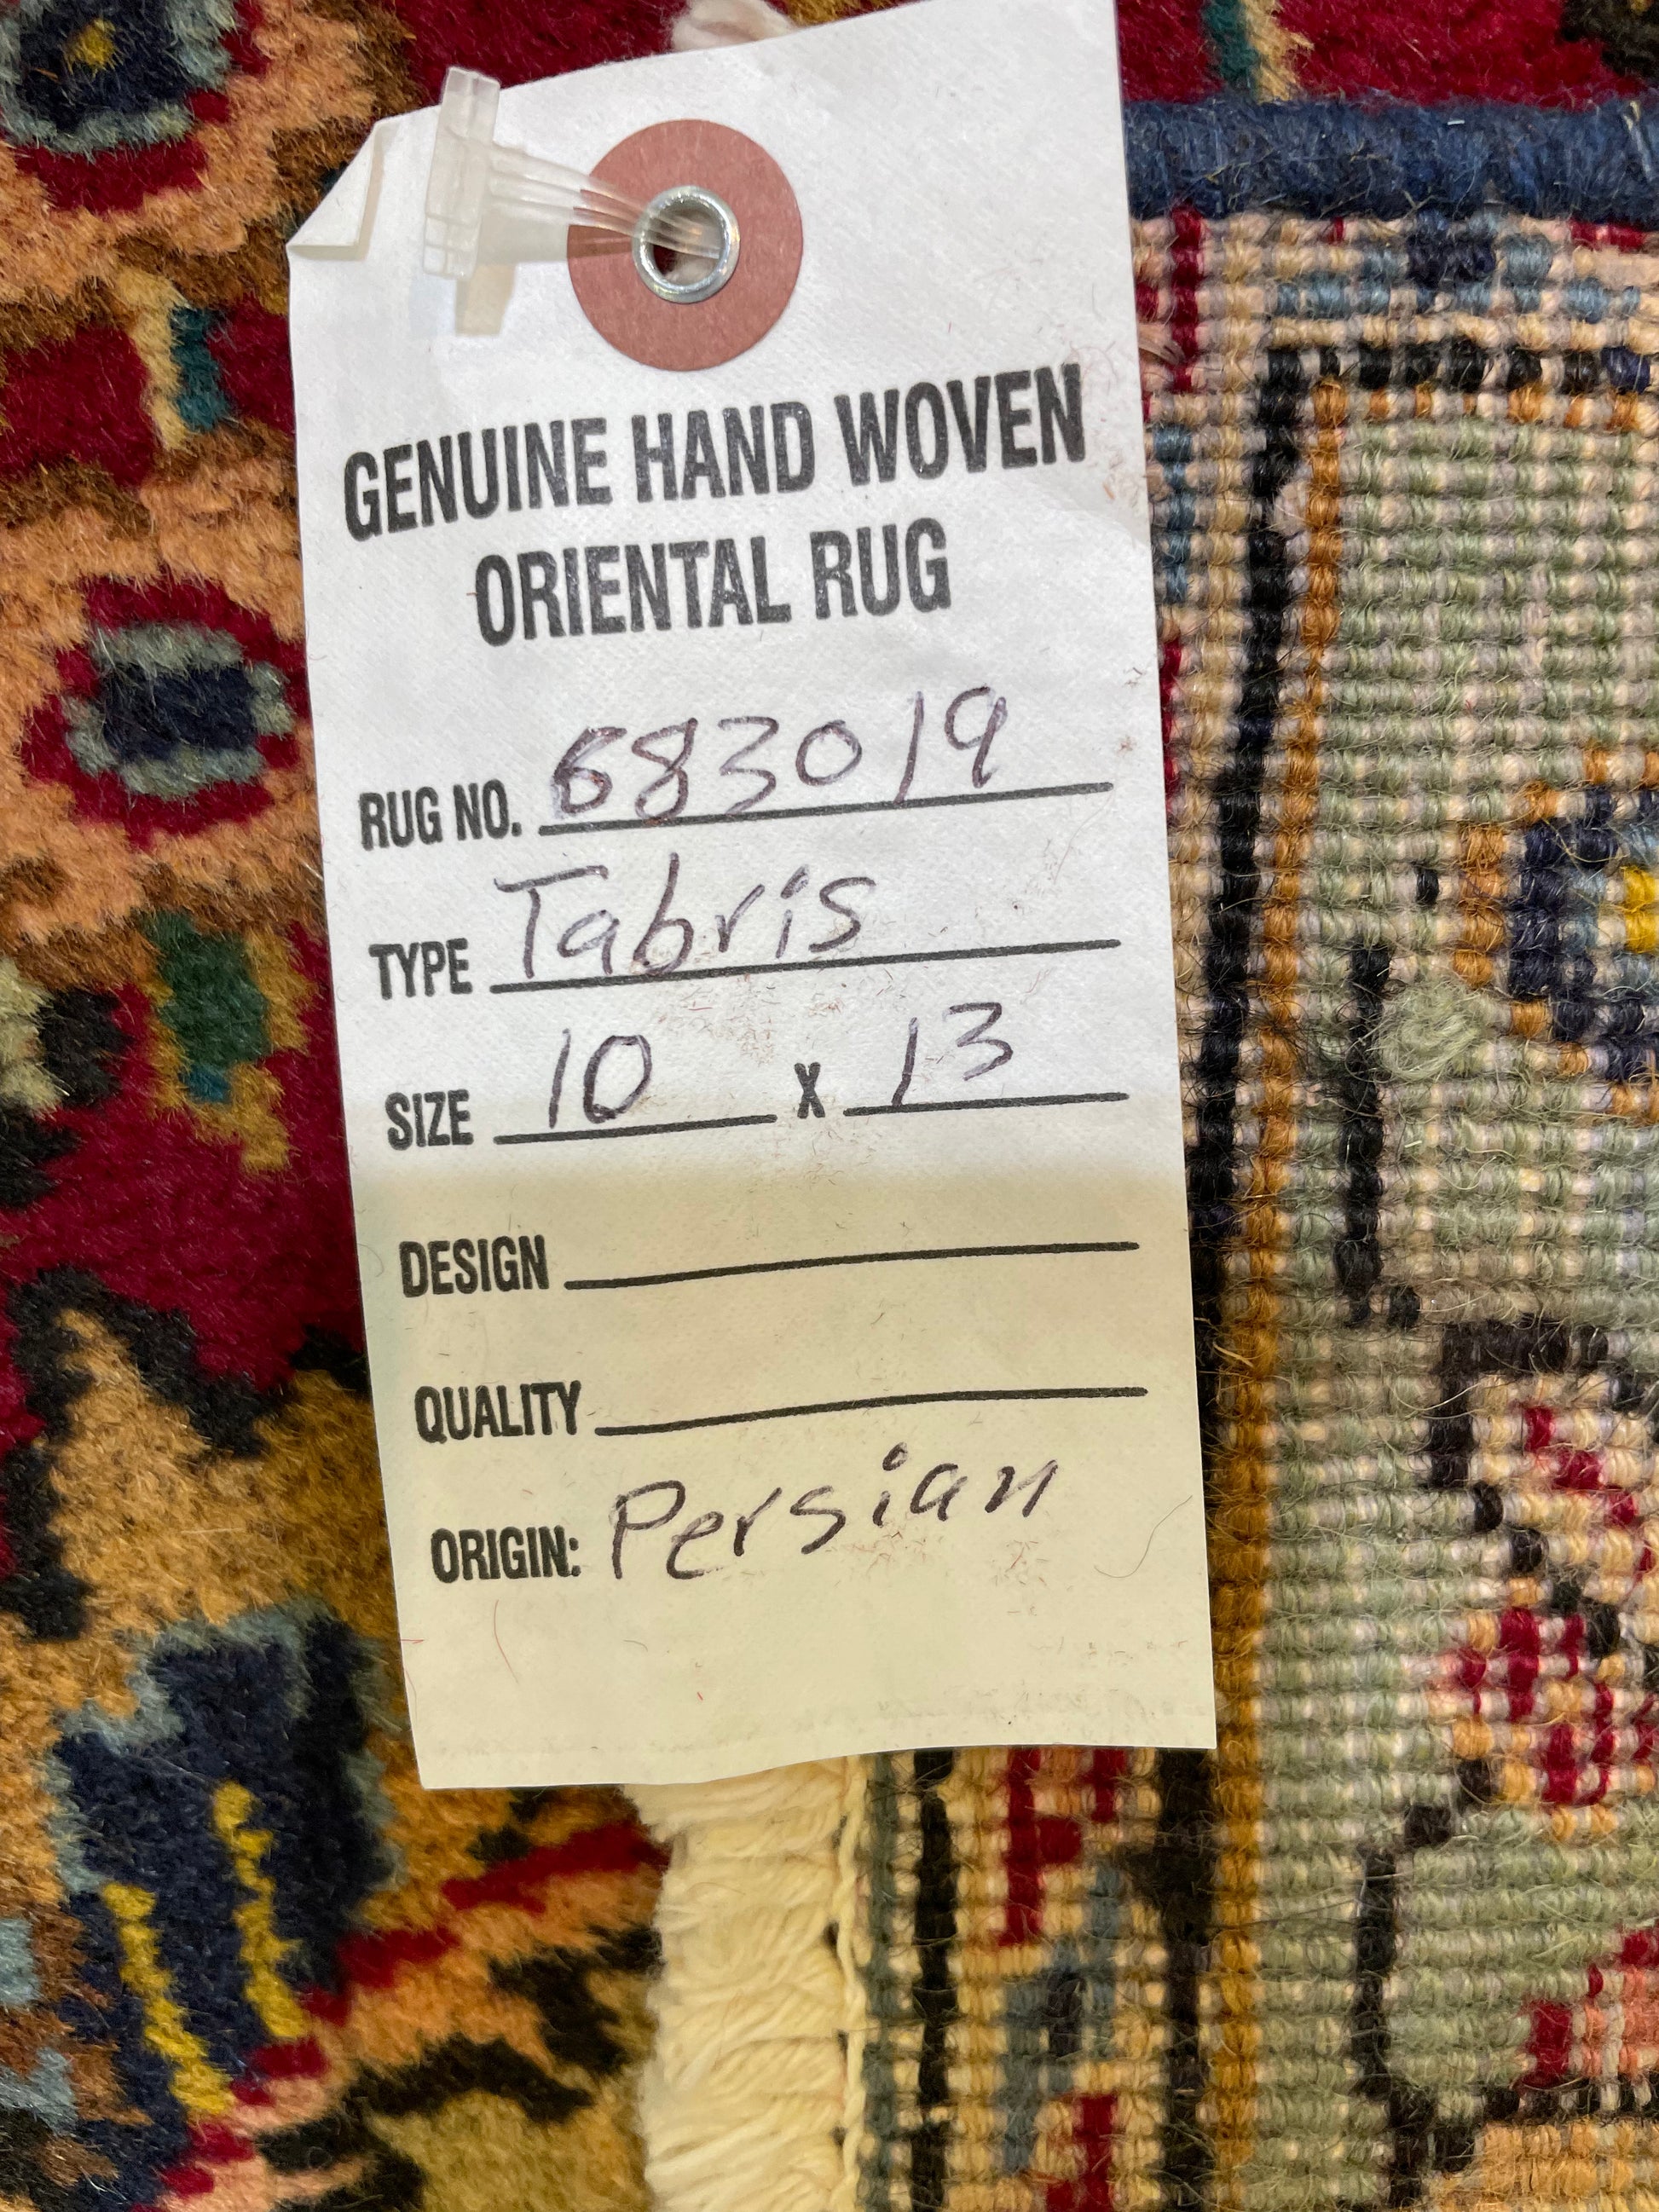 GENUINE HAND WOVEN
ORIENTAL RUG
RUG NO. 683019
TYPE Tabris
SIZE 10 X 13
DESIGN
QUALITY
ORIGIN: Persian